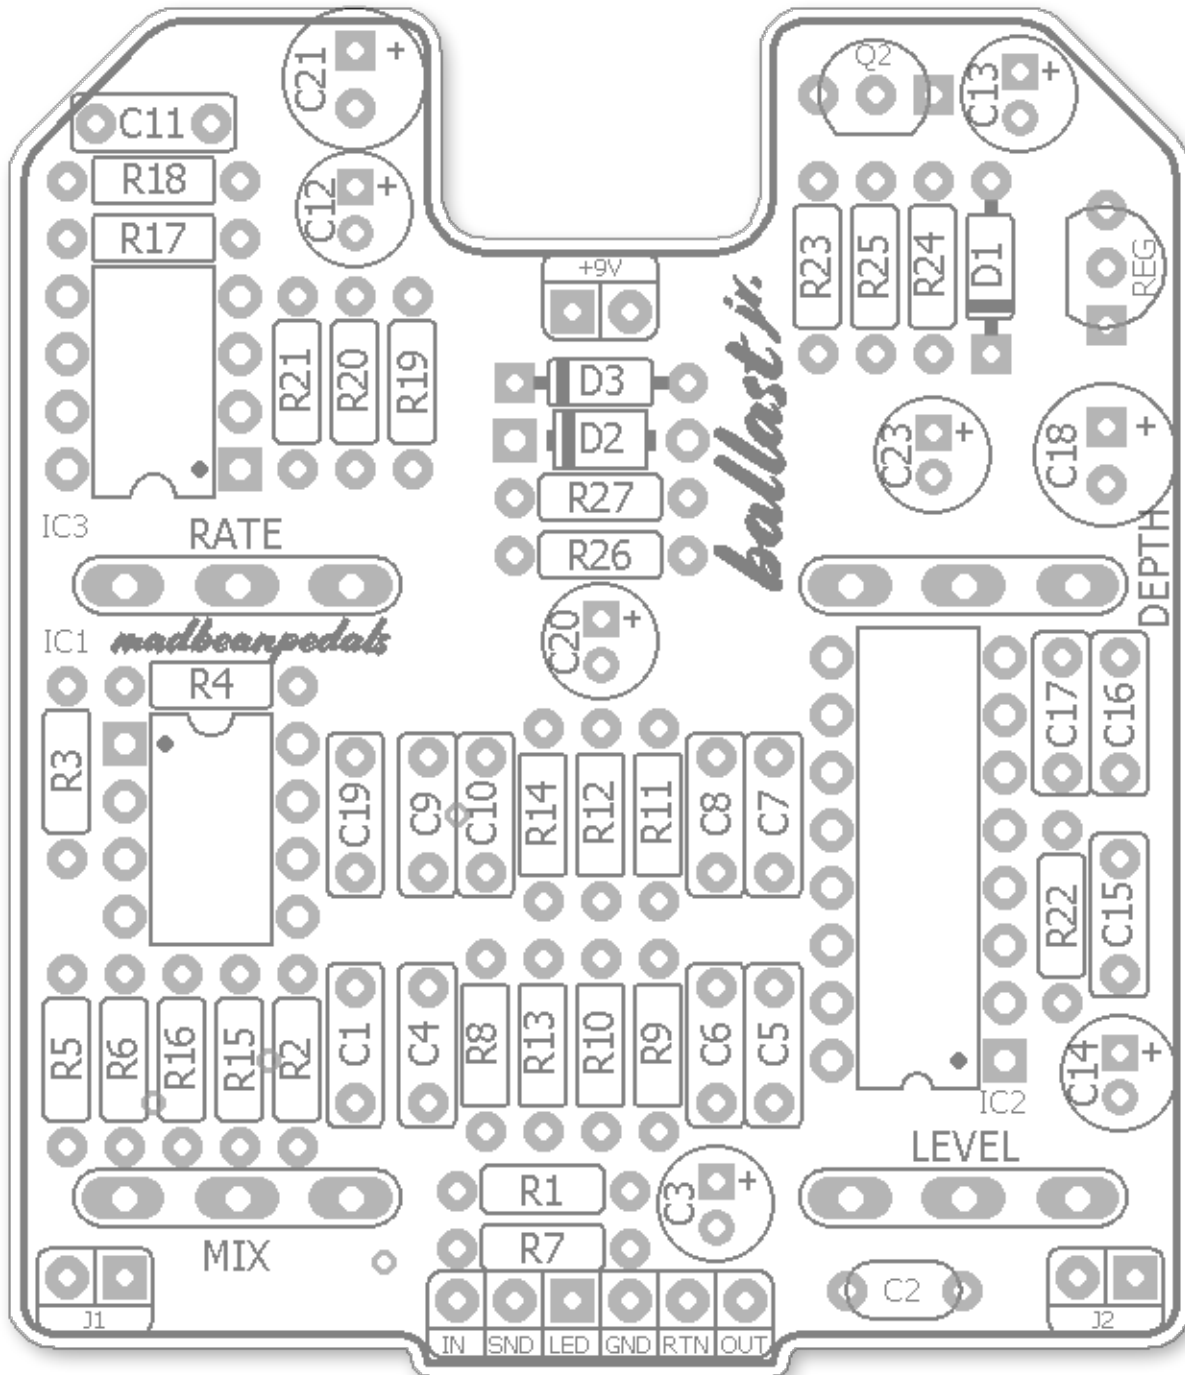 C21 +
Q2
C13 +
C11
R18
C12 +
R17
R23
R25
R24
D1
REG
+9V
ballast jr.
R21
R20
R19
D3
D2
C23 +
C18 +
R27
IC3
RATE
R26
DEPTH
C20 +
IC1
madbeanpedals
R4
C17
C16
R3
C19
C9
C10
R14
R12
R11
C8
C7
R22
C15
R5
R6
R16
R15
R2
C1
C4
R8
R13
R10
R9
C6
C5
C14 +
IC2
LEVEL
R1
C3 +
MIX
R7
C2
J1
IN SND LED GND RTN OUT
J2